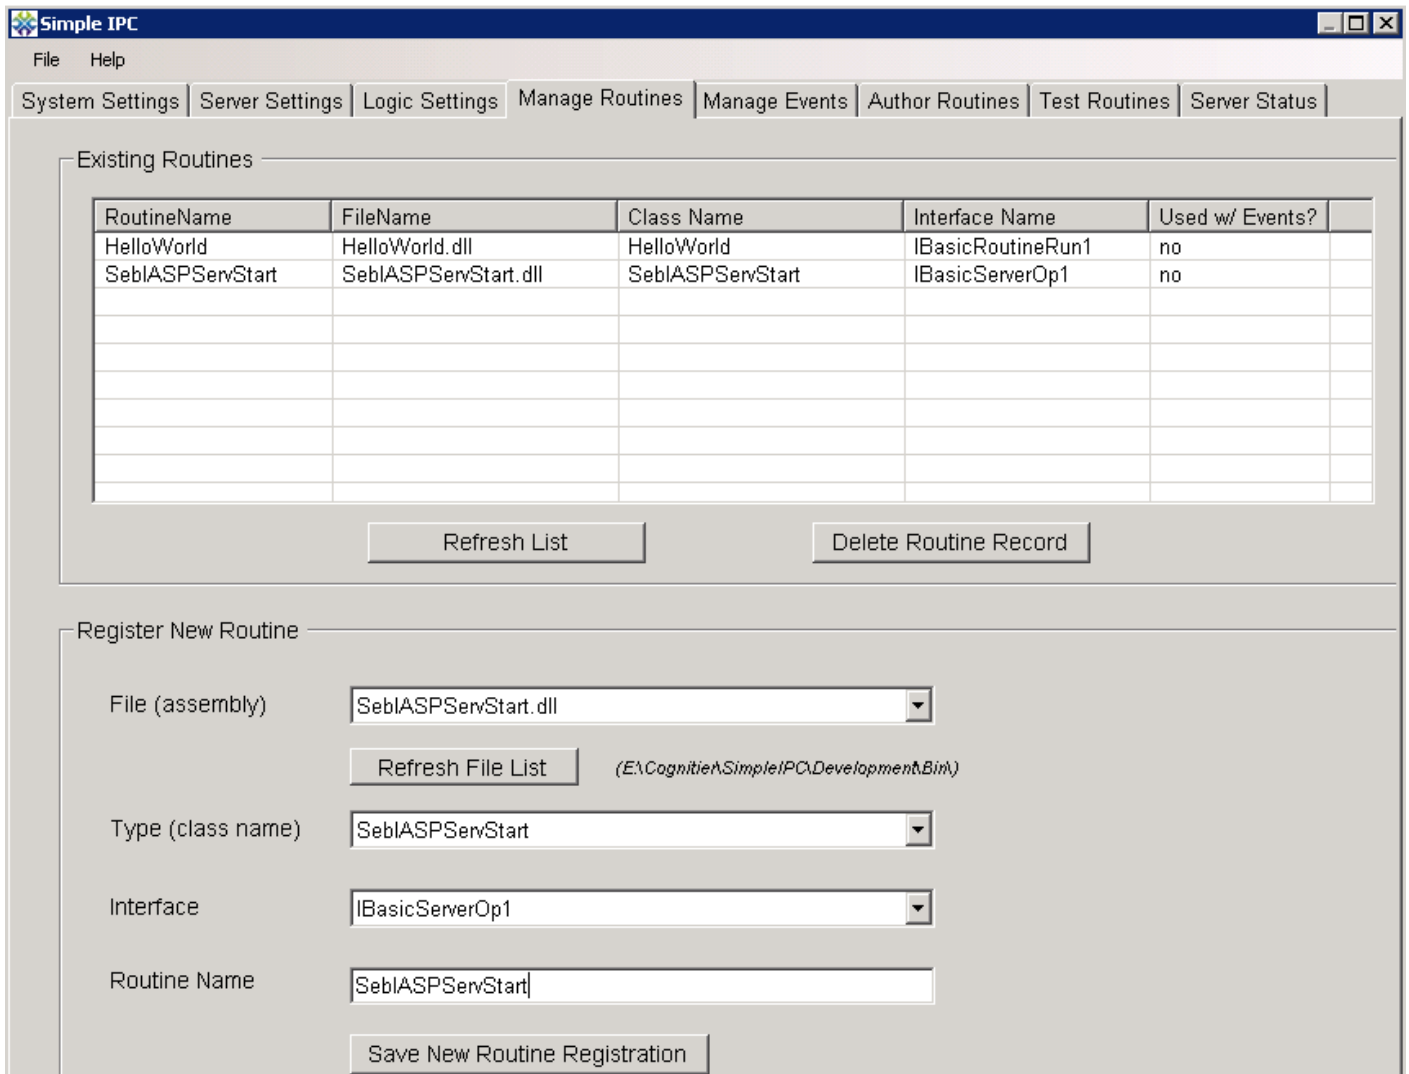 Simple IPC
File Help
System Settings Server Settings Logic Settings Manage Routines Manage Events Author Routines Test Routines Server Status
Existing Routines
RoutineName FileName Class Name Interface Name Used w/ Events?
HelloWorld HelloWorld.dll HelloWorld IBasicRoutineRun1 no
SeblASPServStart SeblASPServStart.dll SeblASPServStart IBasicServerOp1 no
Refresh List Delete Routine Record
Register New Routine
File (assembly) SeblASPServStart.dll
Refresh File List (E:\Cognitier\SimpleIPC\Development\Bin\)
Type (class name) SeblASPServStart
Interface IBasicServerOp1
Routine Name SeblASPServStart
Save New Routine Registration